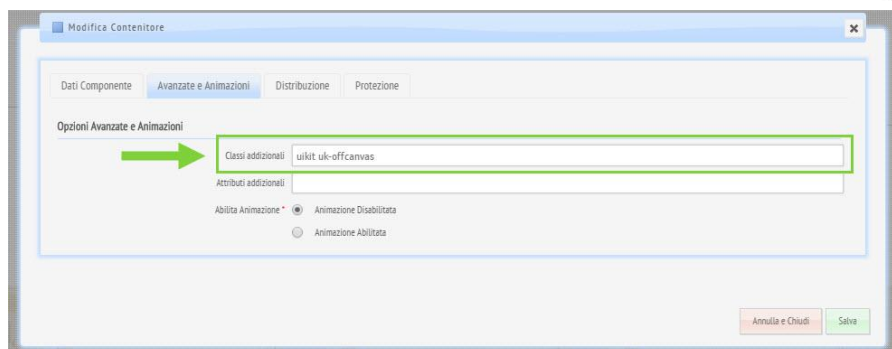 Modifica Contenitore
Dati Componente Avanzate e Animazioni Distribuzione Protezione
Opzioni Avanzate e Animazioni
Classi addizionali uikit uk-offcanvas
Attributi addizionali
Abilita Animazione * Animazione Disabilitata
Animazione Abilitata
Annulla e Chiudi Salva